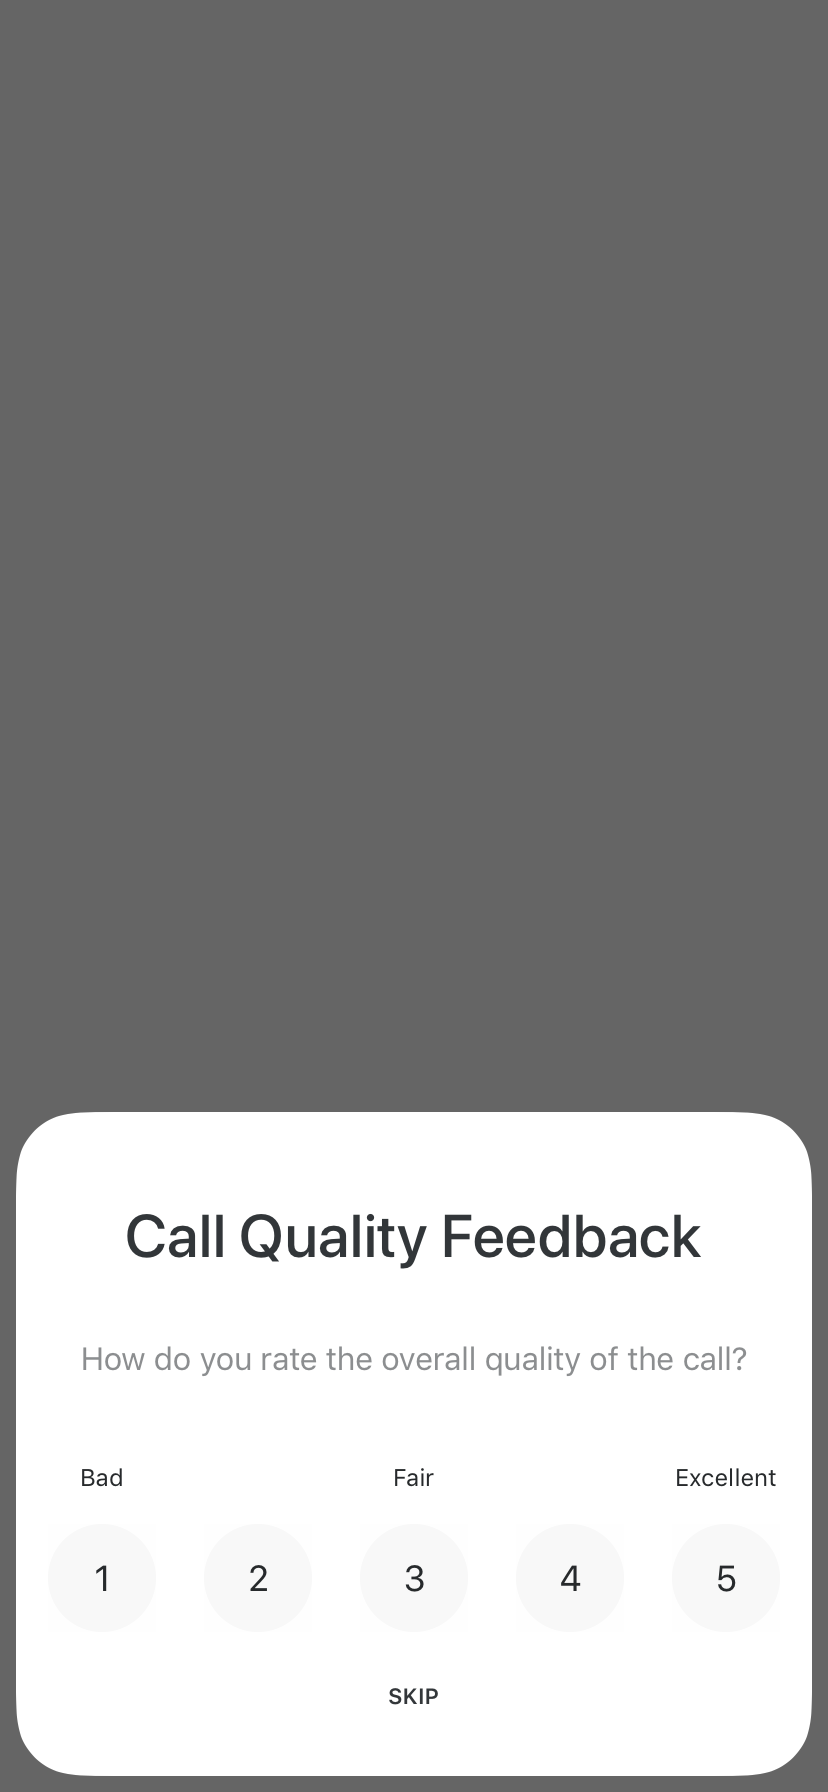 Call Quality Feedback
How do you rate the overall quality of the call?
Bad Fair Excellent
1 2 3 4 5
SKIP